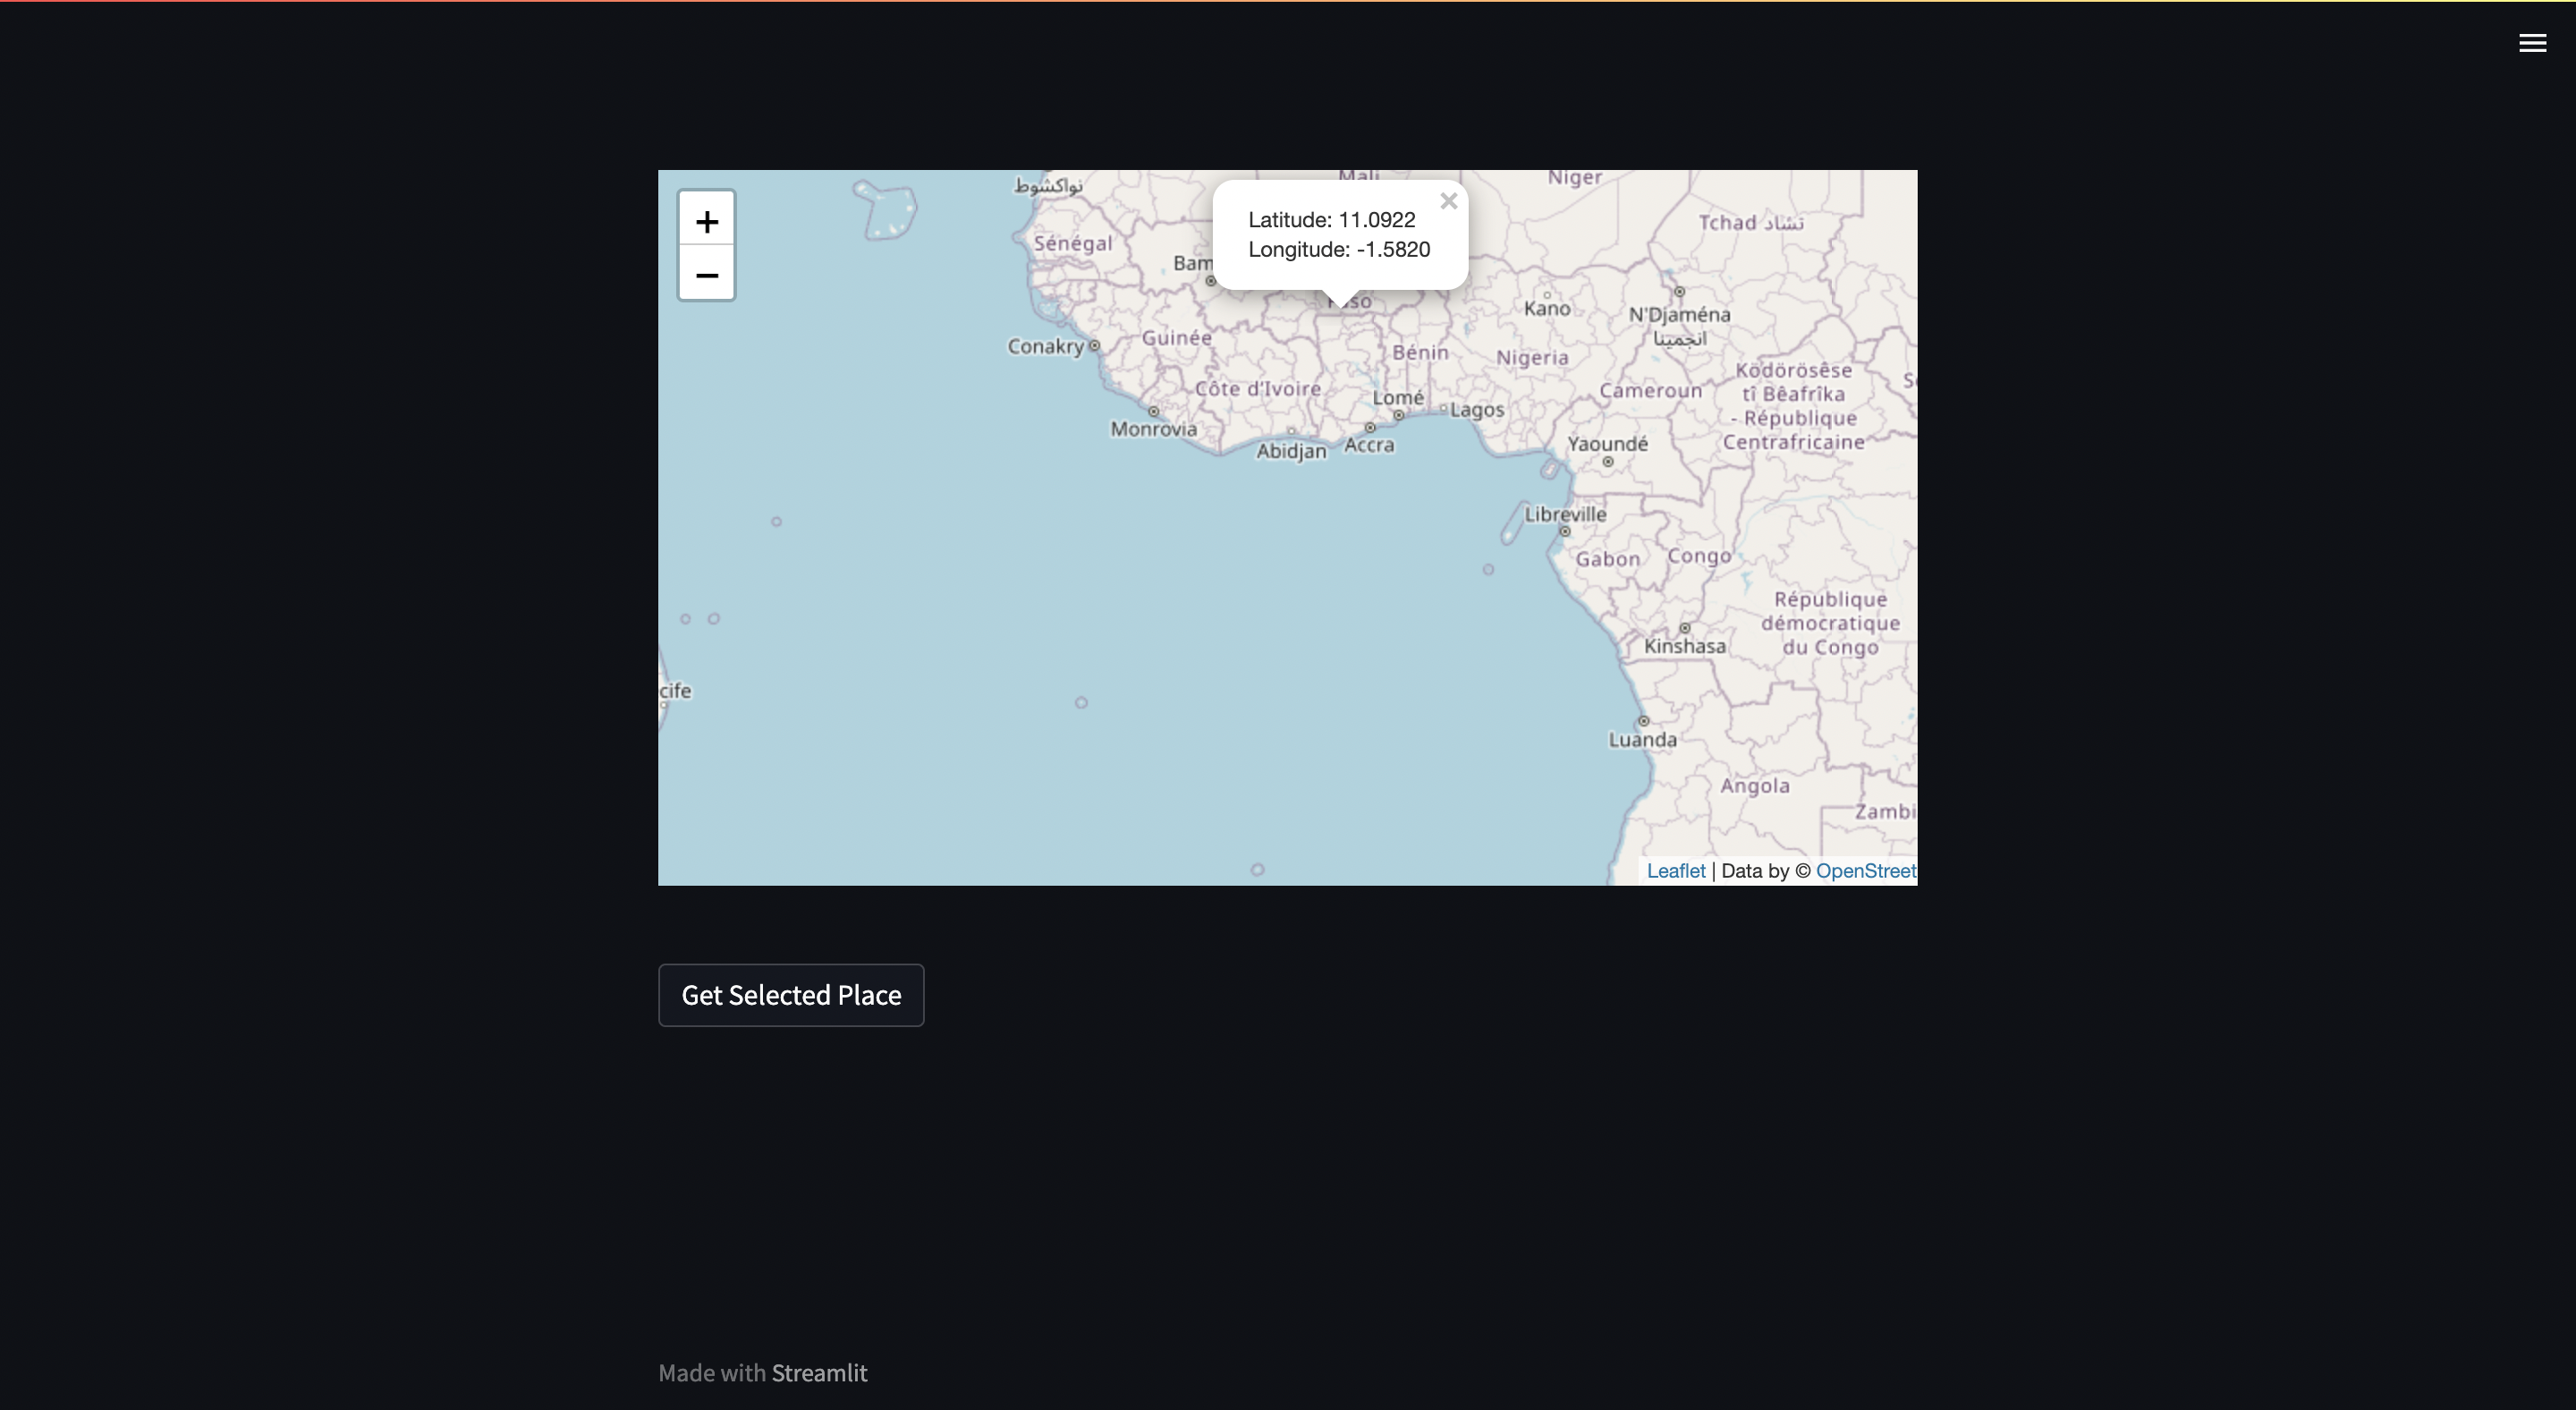 نواكشوط
Mali
Niger
Latitude: 11.0922
Longitude: -1.5820
×
+
−
Tchad تشاد
Sénégal
Bam
Kano
N'Djaména
انجمينا
Conakry
Guinée
Bénin
Nigeria
Côte d'Ivoire
Lomé
Lagos
Cameroun
Ködörösêse
tî Bêafrîka
- République
Centrafricaine
Monrovia
Abidjan
Accra
Yaoundé
Libreville
Gabon
Congo
République
démocratique
du Congo
Kinshasa
cife
Luanda
Angola
Zambi
Leaflet | Data by © OpenStreet
Get Selected Place
Made with Streamlit